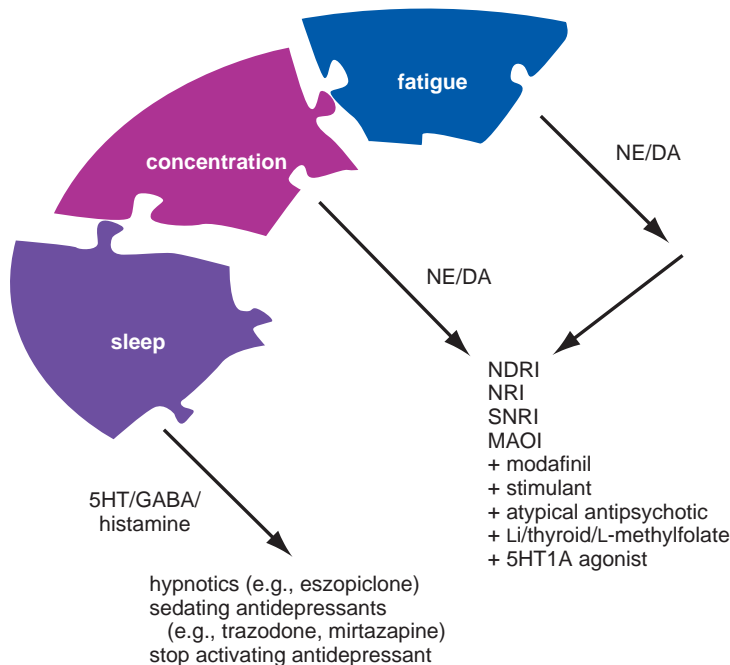 fatigue
concentration
NE/DA
NE/DA
sleep
NDRI
NRI
SNRI
MAOI
+ modafinil
+ stimulant
+ atypical antipsychotic
+ Li/thyroid/L-methylfolate
+ 5HT1A agonist
5HT/GABA/
histamine
hypnotics (e.g., eszopiclone)
sedating antidepressants
(e.g., trazodone, mirtazapine)
stop activating antidepressant